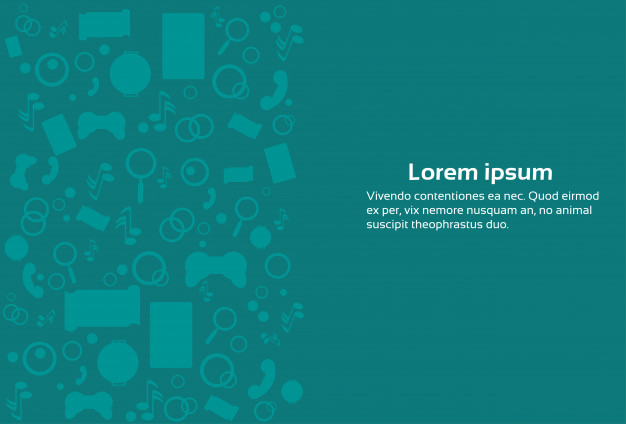 Lorem ipsum
Vivendo contentiones ea nec. Quod eirmod
ex per, vix nemore nusquam an, no animal
suscipit theophrastus duo.